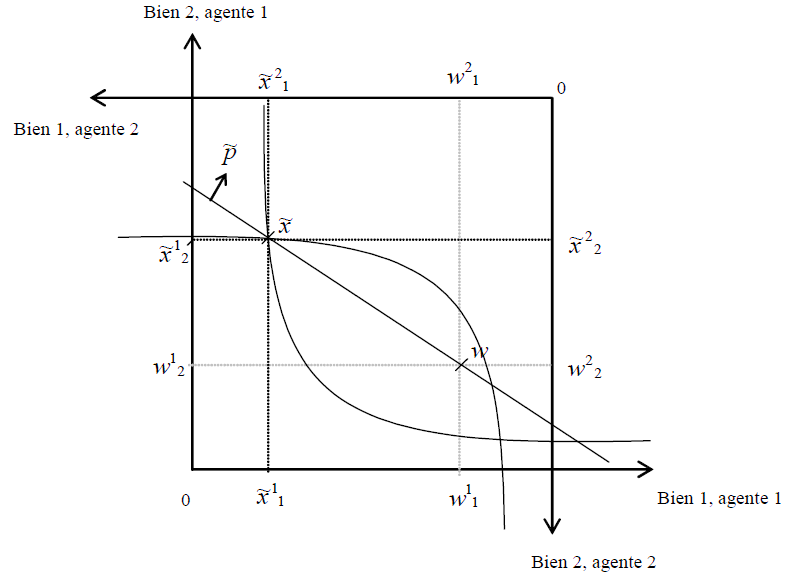 Bien 2, agente 1
x̃²₁
w²₁
0
Bien 1, agente 2
p̃
x̃
x̃¹₂
x̃²₂
w
w¹₂
w²₂
0
x̃¹₁
w¹₁
Bien 1, agente 1
Bien 2, agente 2